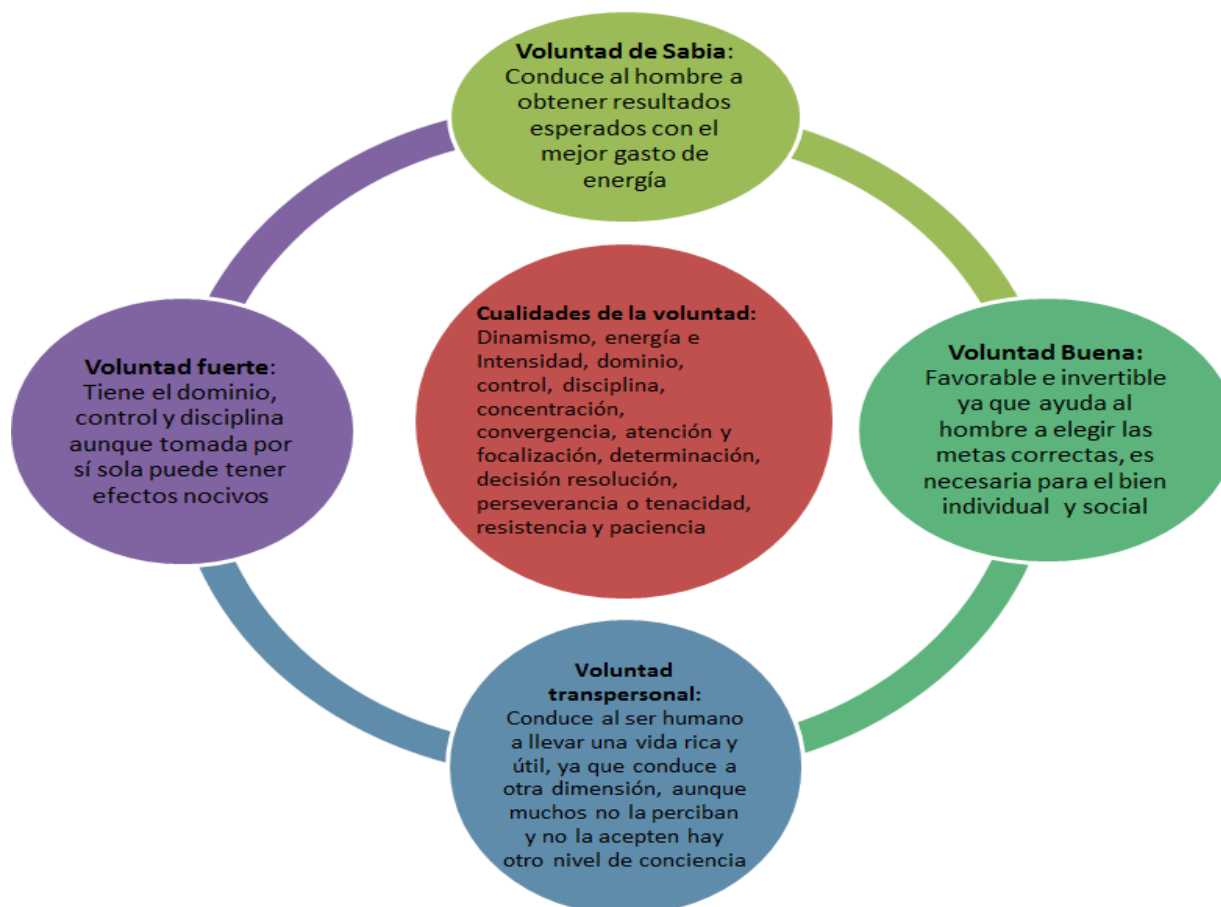 Voluntad de Sabia:
Conduce al hombre a
obtener resultados
esperados con el
mejor gasto de
energía
Voluntad fuerte:
Tiene el dominio,
control y disciplina
aunque tomada por
sí sola puede tener
efectos nocivos
Cualidades de la voluntad:
Dinamismo, energía e
Intensidad, dominio,
control, disciplina,
concentración,
convergencia, atención y
focalización, determinación,
decisión resolución,
perseverancia o tenacidad,
resistencia y paciencia
Voluntad Buena:
Favorable e invertible
ya que ayuda al
hombre a elegir las
metas correctas, es
necesaria para el bien
individual y social
Voluntad
transpersonal:
Conduce al ser humano
a llevar una vida rica y
útil, ya que conduce a
otra dimensión, aunque
muchos no la perciban
y no la acepten hay
otro nivel de conciencia